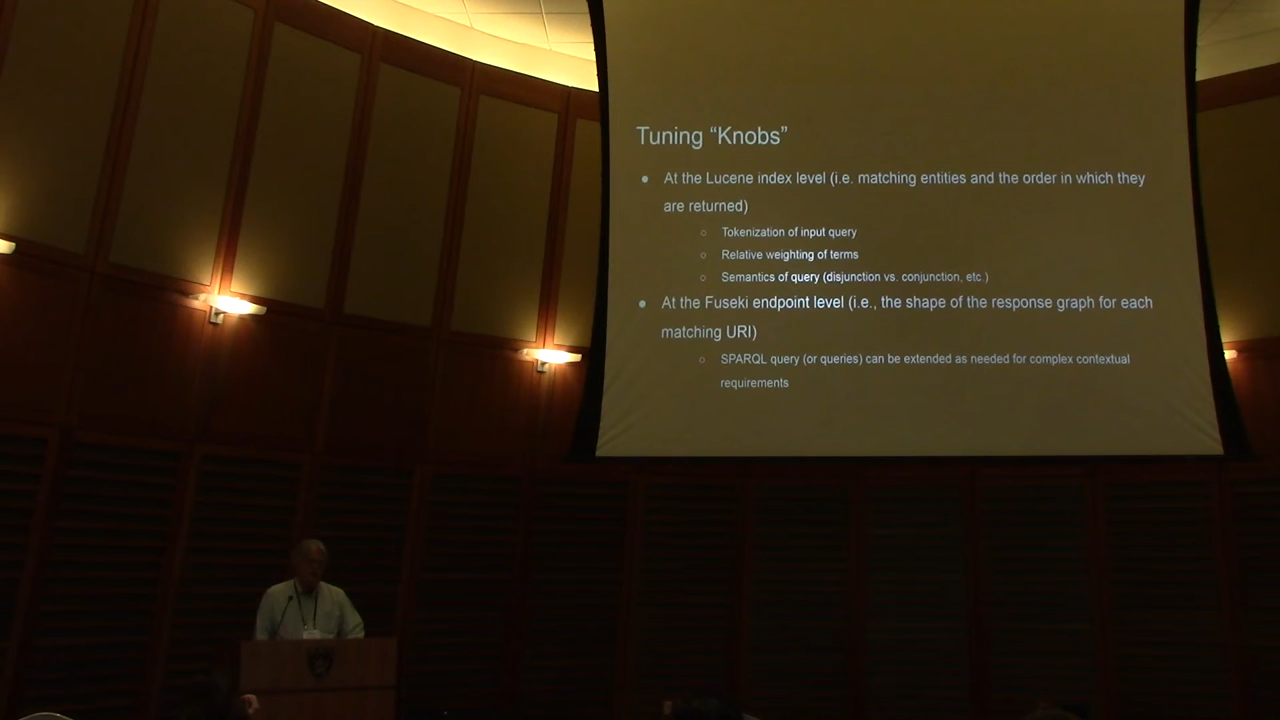 Tuning “Knobs”
● At the Lucene index level (i.e. matching entities and the order in which they
are returned)
○ Tokenization of input query
○ Relative weighting of terms
○ Semantics of query (disjunction vs. conjunction, etc.)
● At the Fuseki endpoint level (i.e., the shape of the response graph for each
matching URI)
○ SPARQL query (or queries) can be extended as needed for complex contextual
requirements